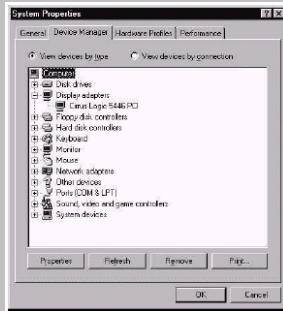 System Properties
General Device Manager Hardware Profiles Performance
View devices by type View devices by connection
Computer
Disk drives
Display adapters
Cirrus Logic 5446 PCI
Floppy disk controllers
Hard disk controllers
Keyboard
Monitor
Mouse
Network adapters
Other devices
Ports (COM & LPT)
Sound, video and game controllers
System devices
Properties Refresh Remove Print...
OK Cancel